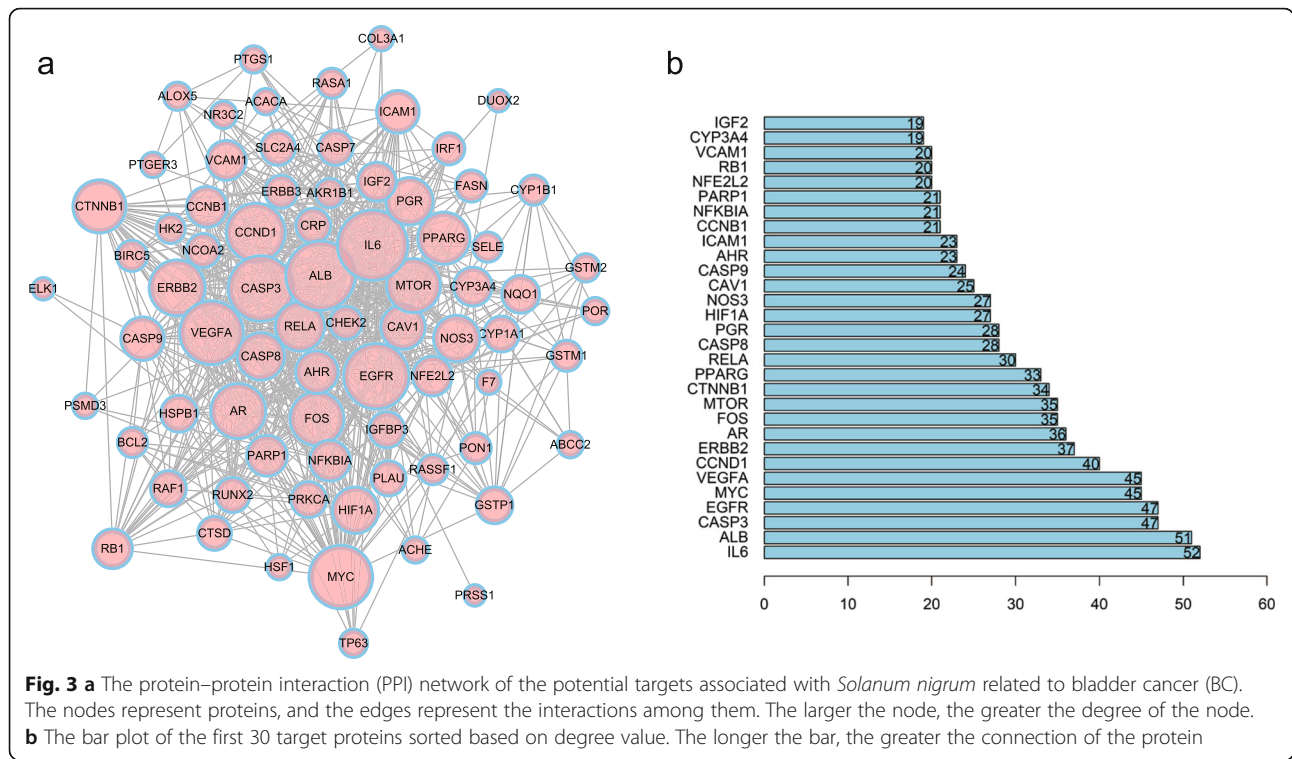 a
COL3A1
PTGS1
RASA1
ALOX5
ACACA
NR3C2
ICAM1
DUOX2
SLC2A4
CASP7
IRF1
PTGER3
VCAM1
ERBB3
AKR1B1
IGF2
PGR
FASN
CYP1B1
CTNNB1
CCNB1
HK2
CCND1
CRP
IL6
PPARG
SELE
NCOA2
BIRC5
ALB
GSTM2
ELK1
ERBB2
CASP3
MTOR
CYP3A4
NQO1
POR
VEGFA
RELA
CHEK2
CAV1
NOS3
CYP1A1
CASP9
CASP8
GSTM1
AHR
EGFR
NFE2L2
F7
PSMD3
HSPB1
AR
FOS
IGFBP3
BCL2
PARP1
NFKBIA
PLAU
RASSF1
PON1
ABCC2
RAF1
RUNX2
PRKCA
HIF1A
GSTP1
CTSD
RB1
HSF1
ACHE
MYC
PRSS1
TP63
b
IGF2 19
CYP3A4 19
VCAM1 20
RB1 20
NFE2L2 20
PARP1 21
NFKBIA 21
CCNB1 21
ICAM1 23
AHR 23
CASP9 24
CAV1 25
NOS3 27
HIF1A 27
PGR 28
CASP8 28
RELA 30
PPARG 33
CTNNB1 34
MTOR 35
FOS 35
AR 36
ERBB2 37
CCND1 40
VEGFA 45
MYC 45
EGFR 47
CASP3 47
ALB 51
IL6 52
0 10 20 30 40 50 60
Fig. 3 a The protein–protein interaction (PPI) network of the potential targets associated with Solanum nigrum related to bladder cancer (BC).
The nodes represent proteins, and the edges represent the interactions among them. The larger the node, the greater the degree of the node.
b The bar plot of the first 30 target proteins sorted based on degree value. The longer the bar, the greater the connection of the protein